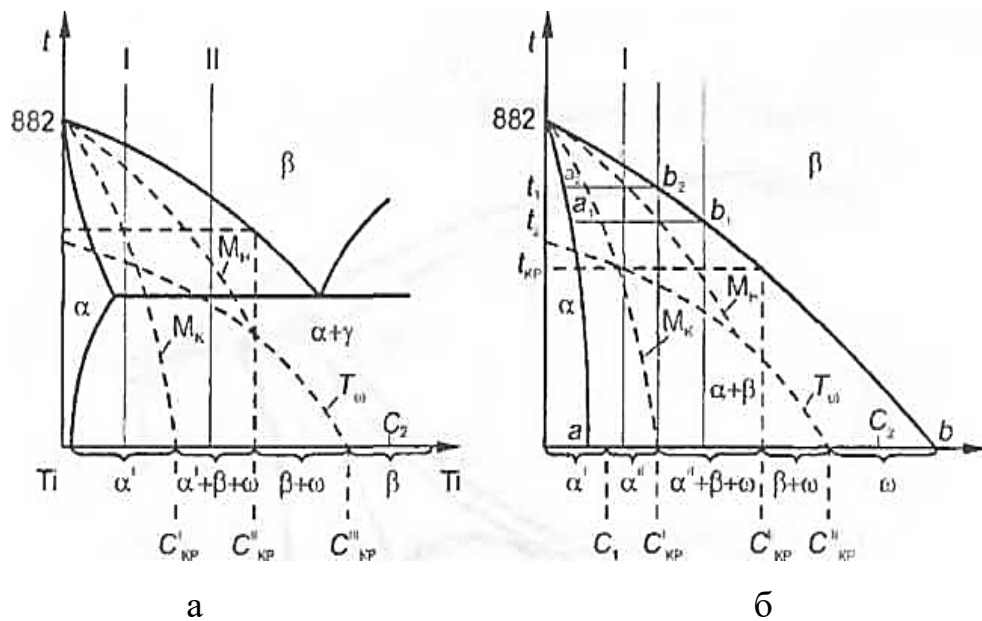 t
I
II
882
β
Mн
α
Mк
α+γ
Tω
C₂
Ti
α'
α'+β+ω
β+ω
β
Ti
C'кр
C''кр
C'''кр
а
t
I
882
β
a₂
b₂
t₁
a₁
b₁
t₂
tкр
Mн
α
Mк
α+β
Tω
C₂
a
b
α'
α''
α''+β+ω
β+ω
ω
C₁
C'кр
C''кр
C'''кр
б